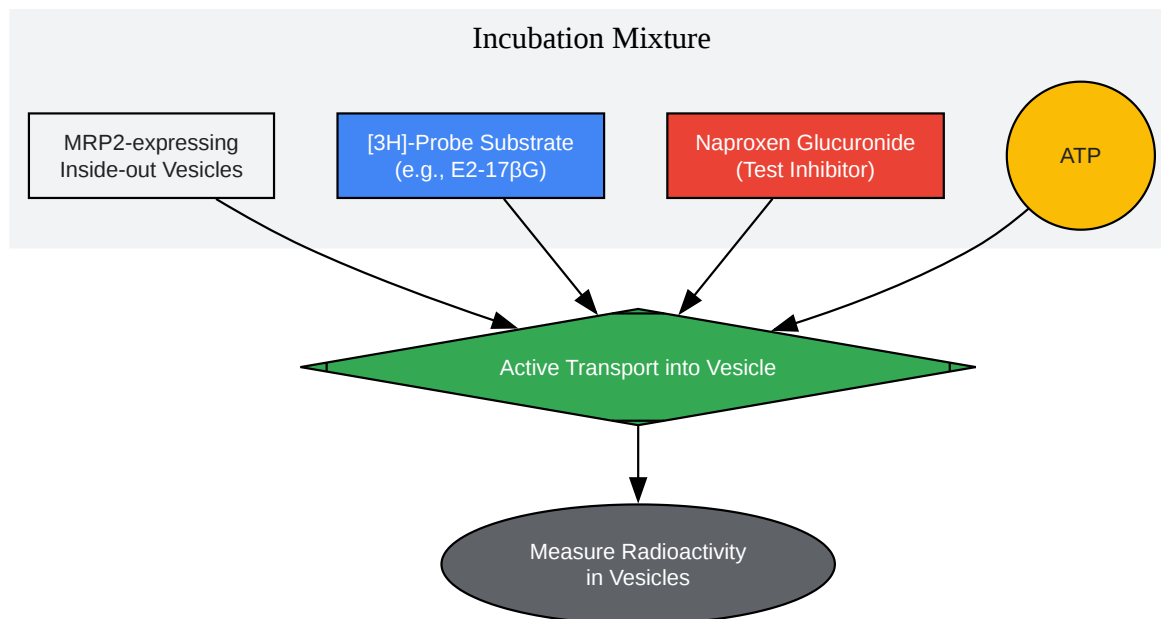 Incubation Mixture
MRP2-expressing
Inside-out Vesicles
[3H]-Probe Substrate
(e.g., E2-17βG)
Naproxen Glucuronide
(Test Inhibitor)
ATP
Active Transport into Vesicle
Measure Radioactivity
in Vesicles